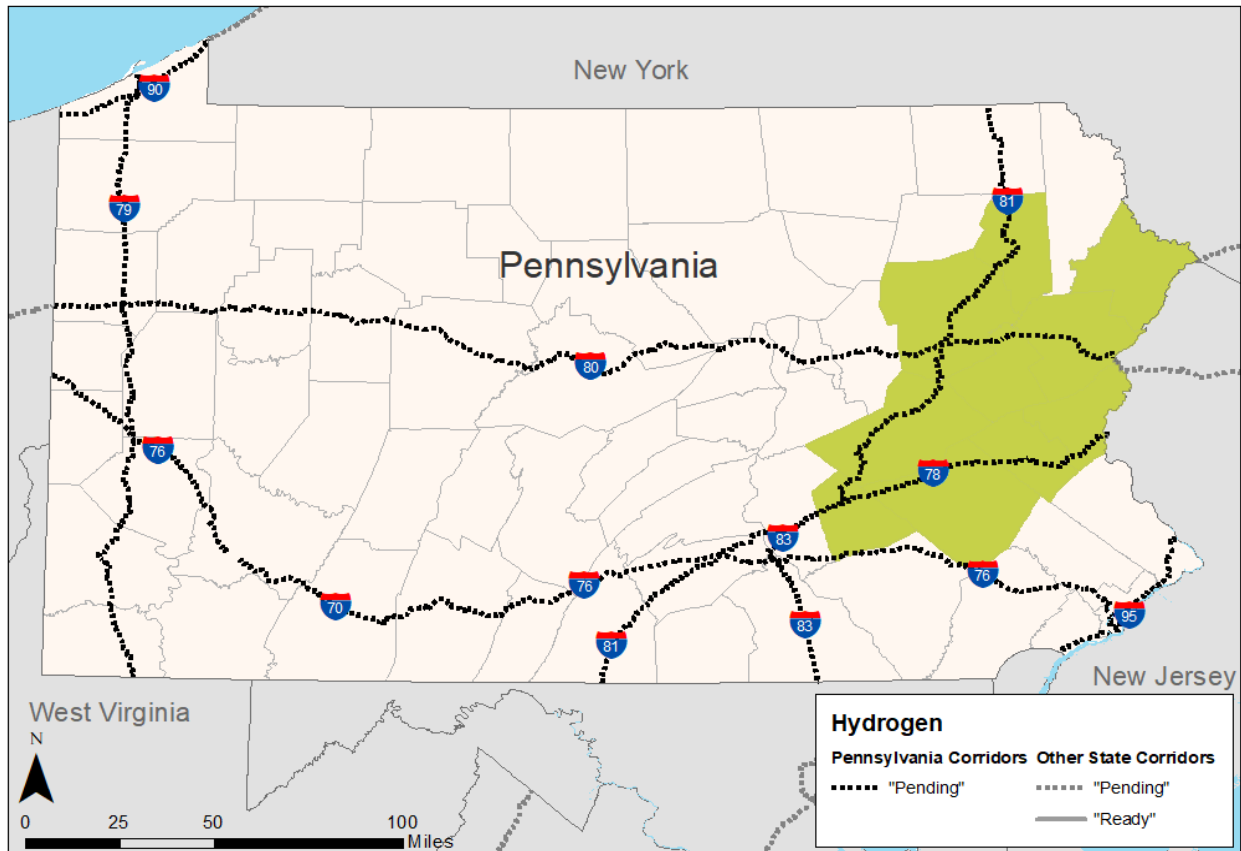 New York
90
81
79
Pennsylvania
80
76
78
83
76
76
70
95
83
81
New Jersey
West Virginia
N
0 25 50 100
Miles
Hydrogen
Pennsylvania Corridors Other State Corridors
"Pending" "Pending"
"Ready"